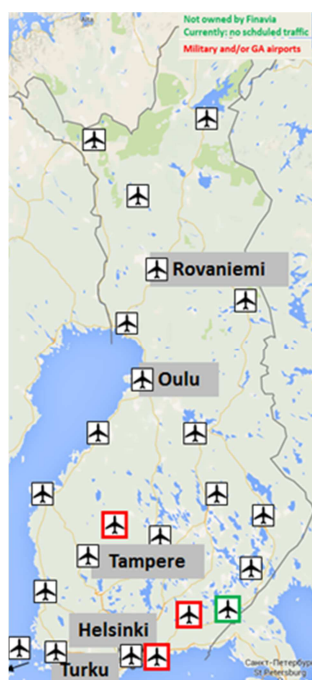 Not owned by Finavia
Currently: no schduled traffic
Military and/or GA airports
Rovaniemi
Oulu
Tampere
Helsinki
Turku
Санкт-Петербург
St Petersburg